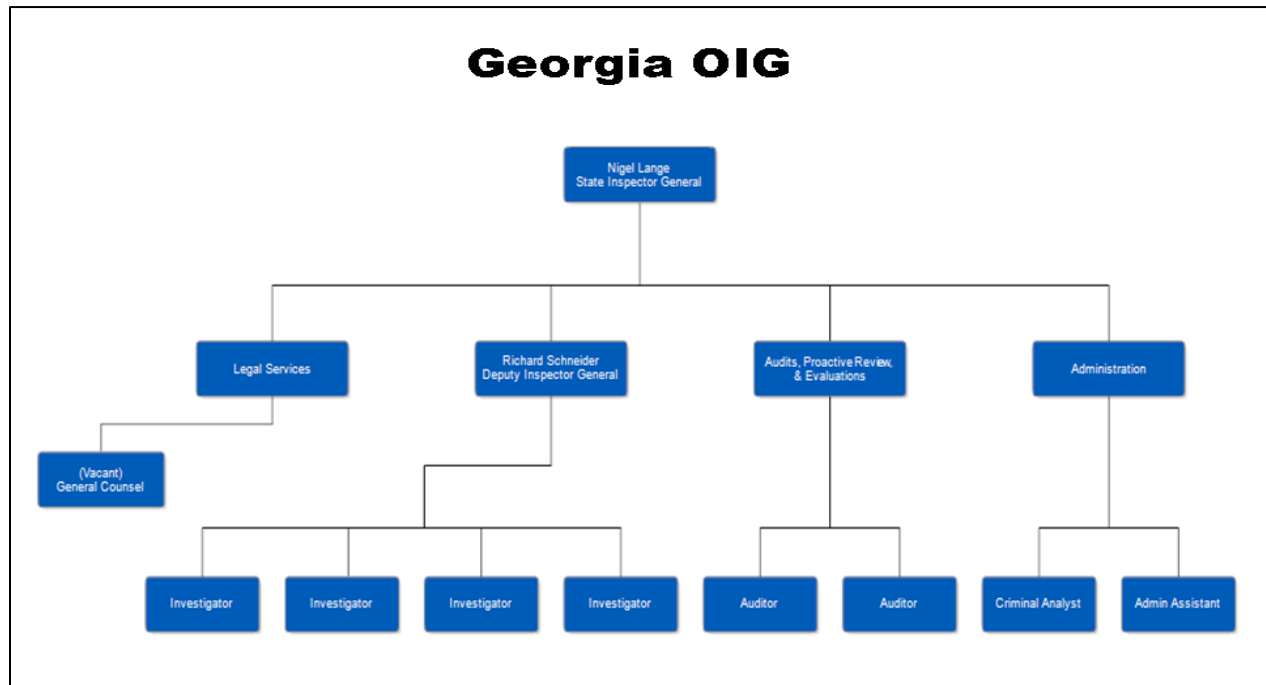 Georgia OIG
Nigel Lange
State Inspector General
Legal Services
Richard Schneider
Deputy Inspector General
Audits, Proactive Review,
& Evaluations
Administration
(Vacant)
General Counsel
Investigator
Investigator
Investigator
Investigator
Auditor
Auditor
Criminal Analyst
Admin Assistant